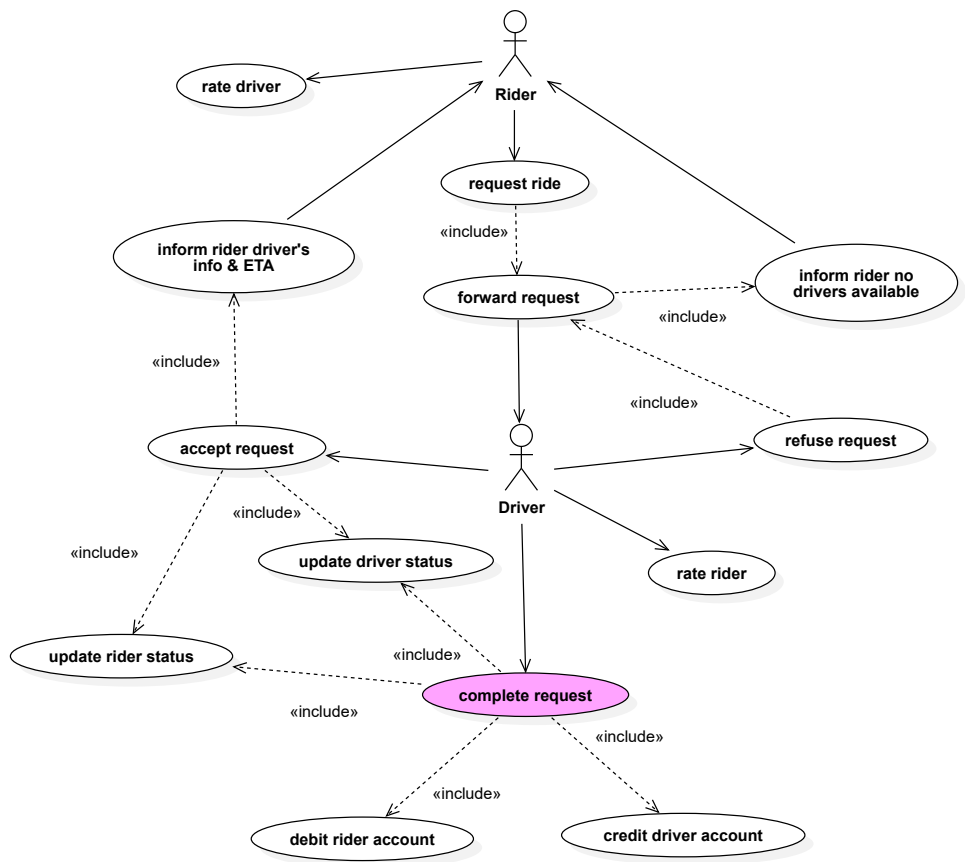 rate driver
Rider
request ride
«include»
inform rider driver's
info & ETA
inform rider no
drivers available
forward request
«include»
«include»
«include»
accept request
refuse request
Driver
«include»
«include»
update driver status
rate rider
update rider status
«include»
complete request
«include»
«include»
«include»
debit rider account
credit driver account